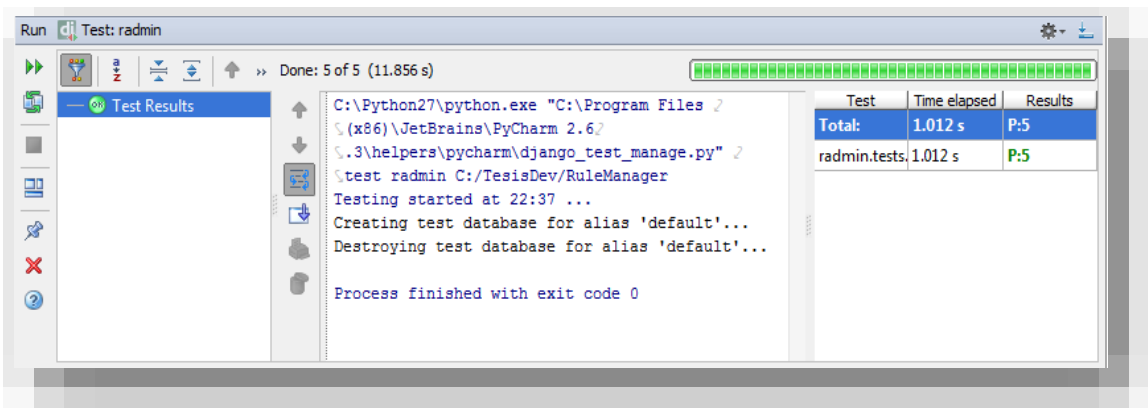 Run dj Test: radmin
a z » Done: 5 of 5 (11.856 s)
OK Test Results
C:\Python27\python.exe "C:\Program Files
(x86)\JetBrains\PyCharm 2.6
.3\helpers\pycharm\django_test_manage.py"
test radmin C:/TesisDev/RuleManager
Testing started at 22:37 ...
Creating test database for alias 'default'...
Destroying test database for alias 'default'...
Process finished with exit code 0
Test Time elapsed Results
Total: 1.012 s P:5
radmin.tests. 1.012 s P:5